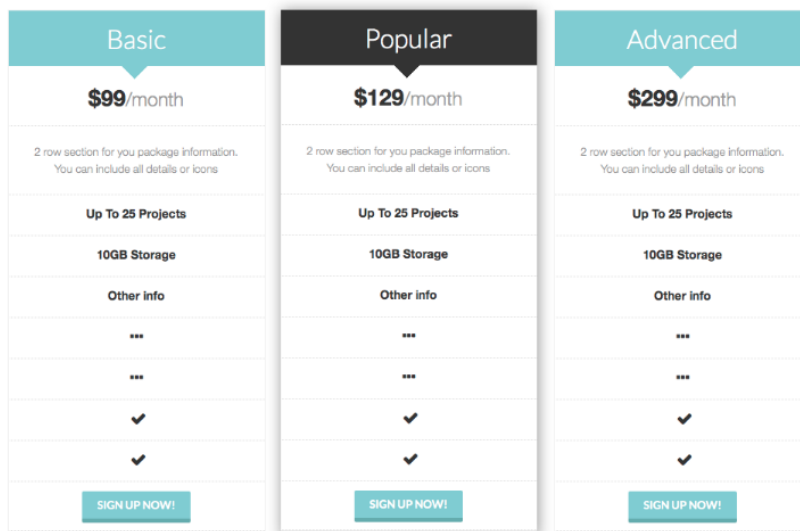 Basic
$99/month
2 row section for you package information.
You can include all details or icons
Up To 25 Projects
10GB Storage
Other info
...
...
SIGN UP NOW!
Popular
$129/month
2 row section for you package information.
You can include all details or icons
Up To 25 Projects
10GB Storage
Other info
...
...
SIGN UP NOW!
Advanced
$299/month
2 row section for you package information.
You can include all details or icons
Up To 25 Projects
10GB Storage
Other info
...
...
SIGN UP NOW!